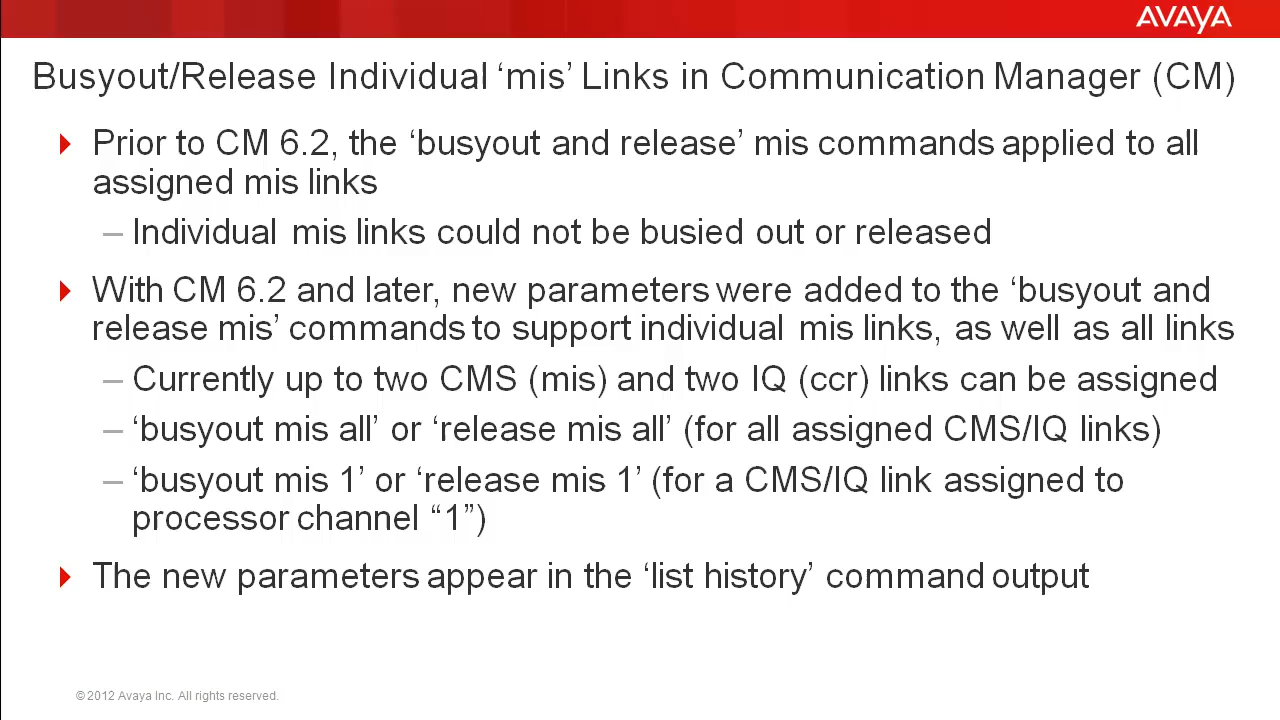 AVAYA
Busyout/Release Individual ‘mis’ Links in Communication Manager (CM)
Prior to CM 6.2, the ‘busyout and release’ mis commands applied to all
assigned mis links
– Individual mis links could not be busied out or released
With CM 6.2 and later, new parameters were added to the ‘busyout and
release mis’ commands to support individual mis links, as well as all links
– Currently up to two CMS (mis) and two IQ (ccr) links can be assigned
– ‘busyout mis all’ or ‘release mis all’ (for all assigned CMS/IQ links)
– ‘busyout mis 1’ or ‘release mis 1’ (for a CMS/IQ link assigned to
processor channel “1”)
The new parameters appear in the ‘list history’ command output
© 2012 Avaya Inc. All rights reserved.